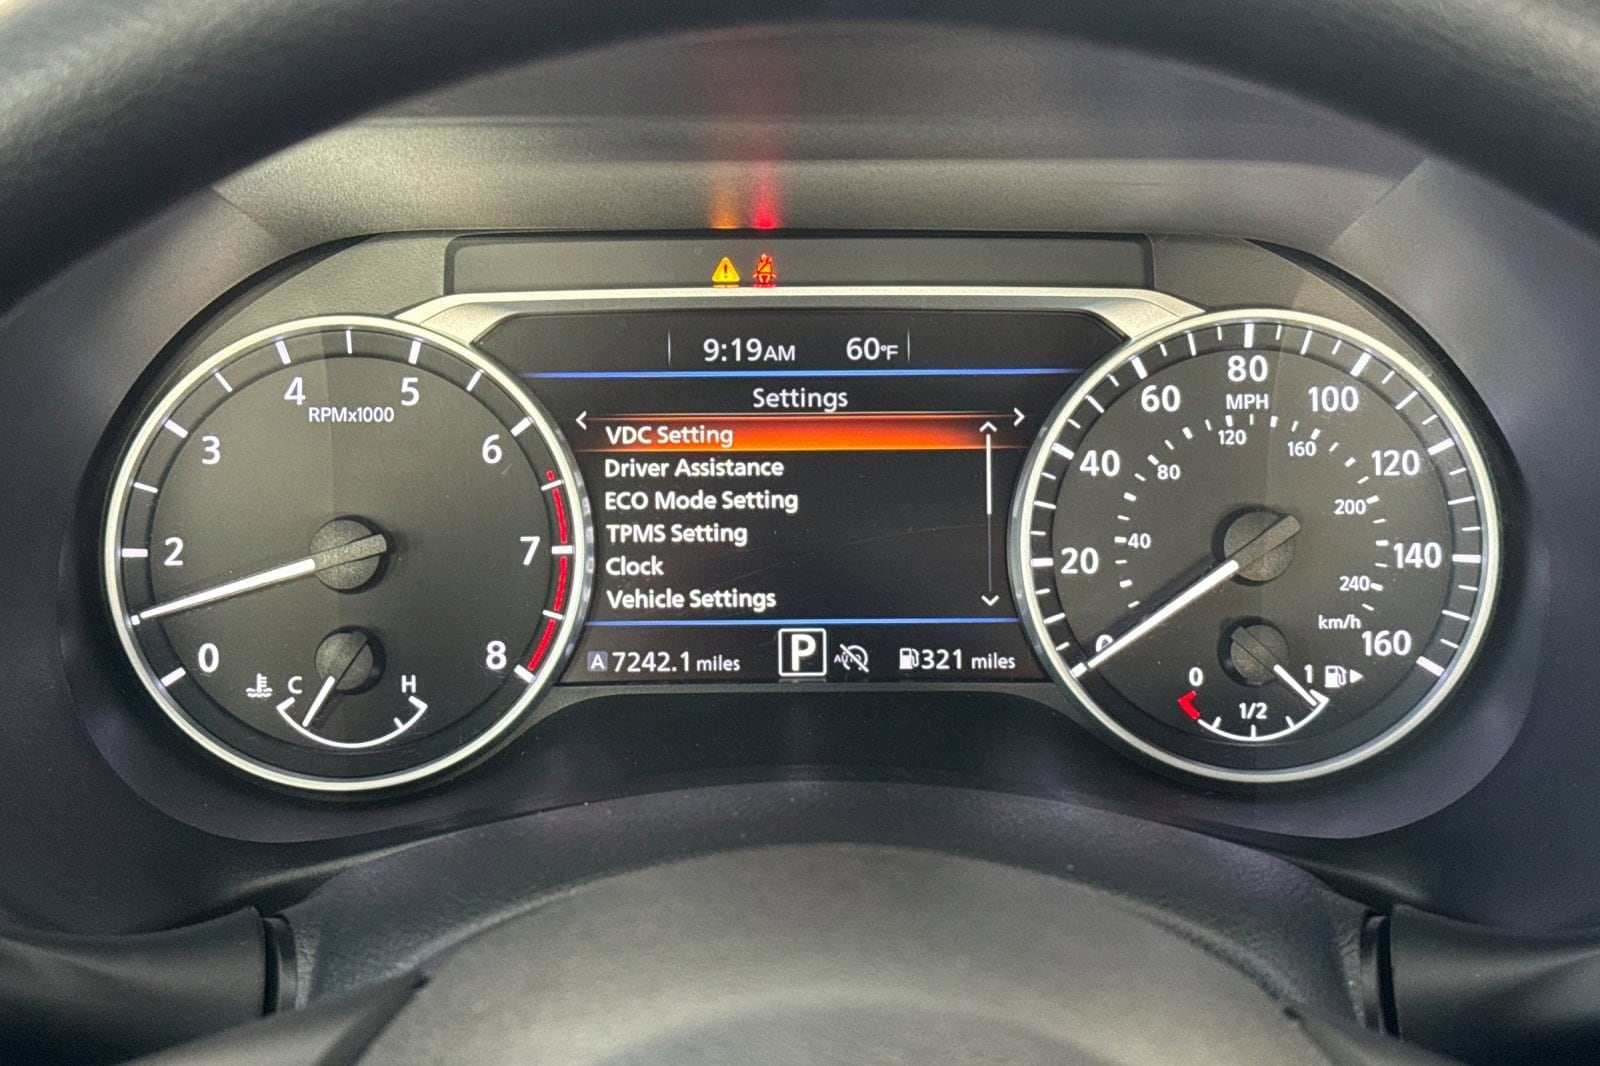 9:19AM 60°F
Settings
VDC Setting
Driver Assistance
ECO Mode Setting
TPMS Setting
Clock
Vehicle Settings
A 7242.1 miles P AUTO 321 miles
0 2 3 4 5 6 7 8
RPMx1000
C H
0 20 40 60 80 100 120 140 160
MPH
40 80 120 160 200 240
km/h
0 1/2 1